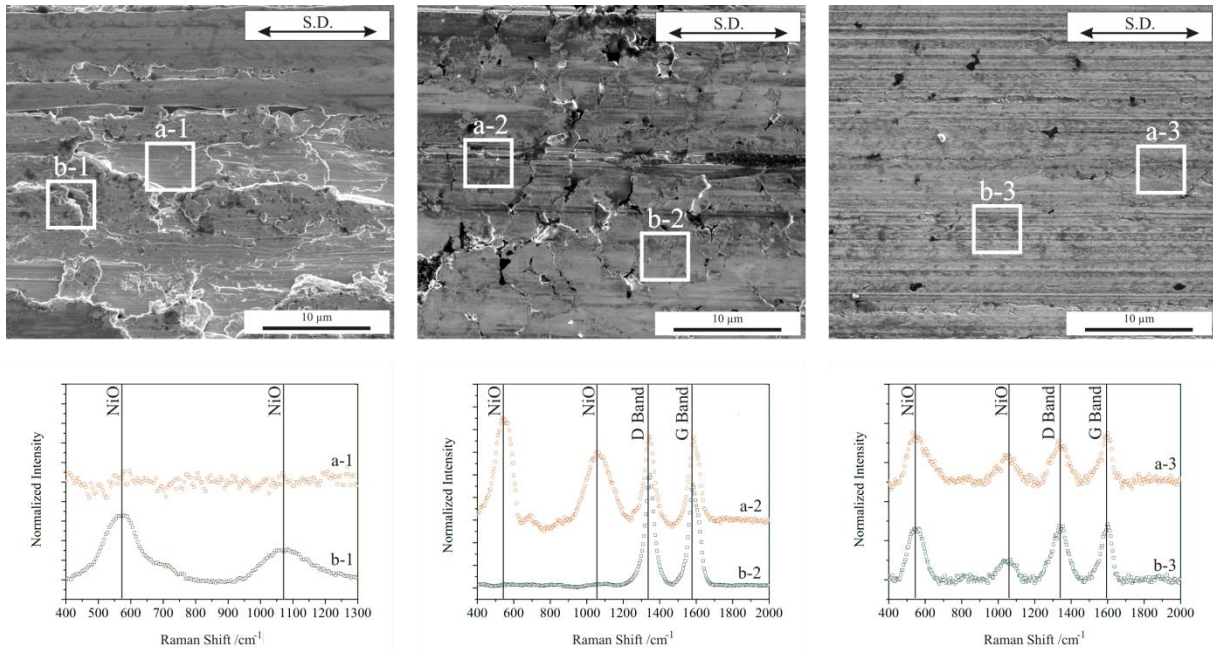 S.D.
a-1
b-1
10 µm
S.D.
a-2
b-2
10 µm
S.D.
a-3
b-3
10 µm
NiO
NiO
a-1
b-1
Normalized Intensity
400 500 600 700 800 900 1000 1100 1200 1300
Raman Shift /cm-1
NiO
NiO
D Band
G Band
a-2
b-2
Normalized Intensity
400 600 800 1000 1200 1400 1600 1800 2000
Raman Shift /cm-1
NiO
NiO
D Band
G Band
a-3
b-3
Normalized Intensity
400 600 800 1000 1200 1400 1600 1800 2000
Raman Shift /cm-1